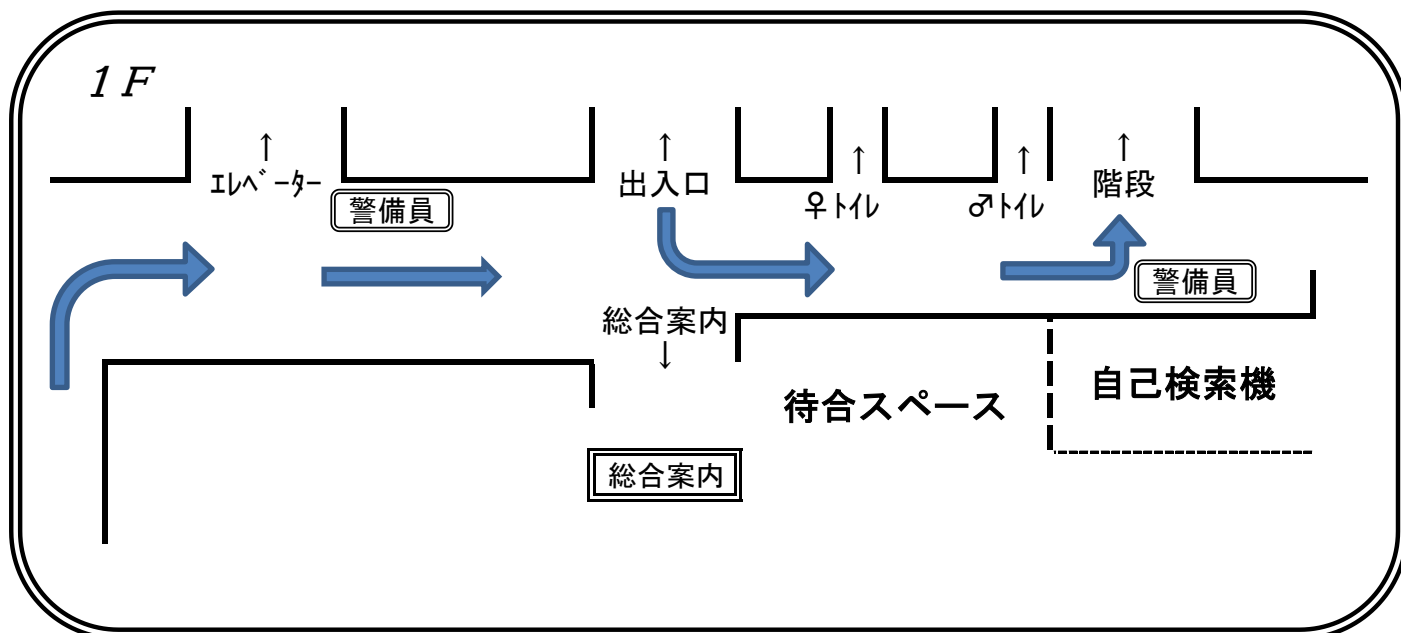 1F
↑
エレベーター
警備員
↑
出入口
↑
♀トイレ
↑
♂トイレ
↑
階段
警備員
総合案内
↓
待合スペース
自己検索機
総合案内